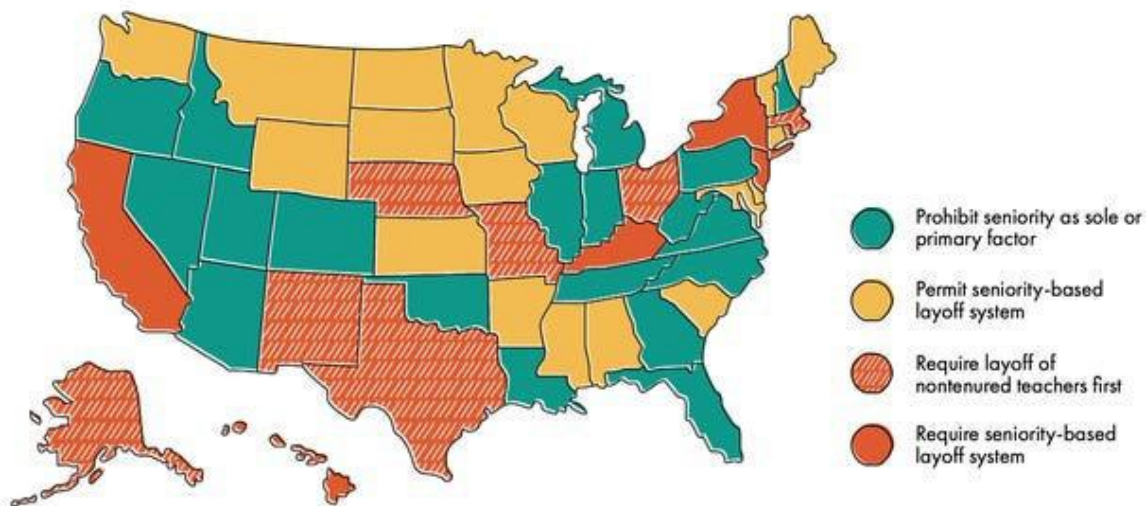 Prohibit seniority as sole or
primary factor
Permit seniority-based
layoff system
Require layoff of
nontenured teachers first
Require seniority-based
layoff system